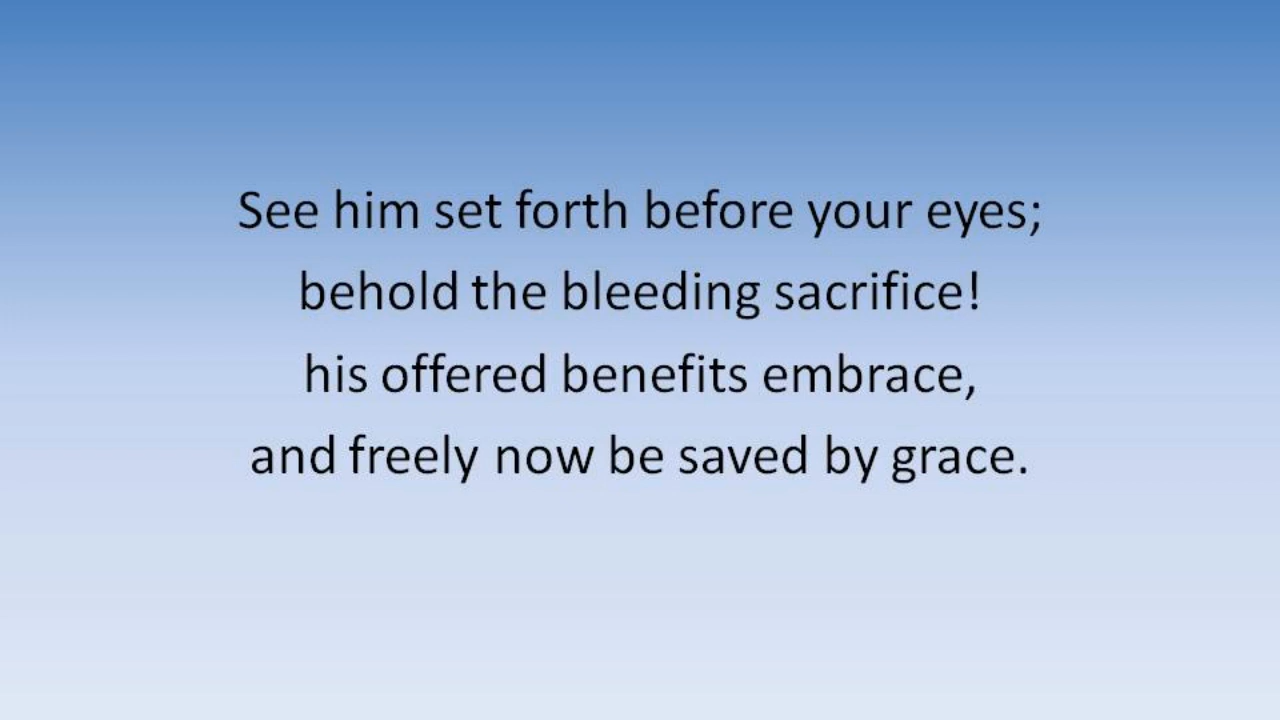 See him set forth before your eyes;
behold the bleeding sacrifice!
his offered benefits embrace,
and freely now be saved by grace.